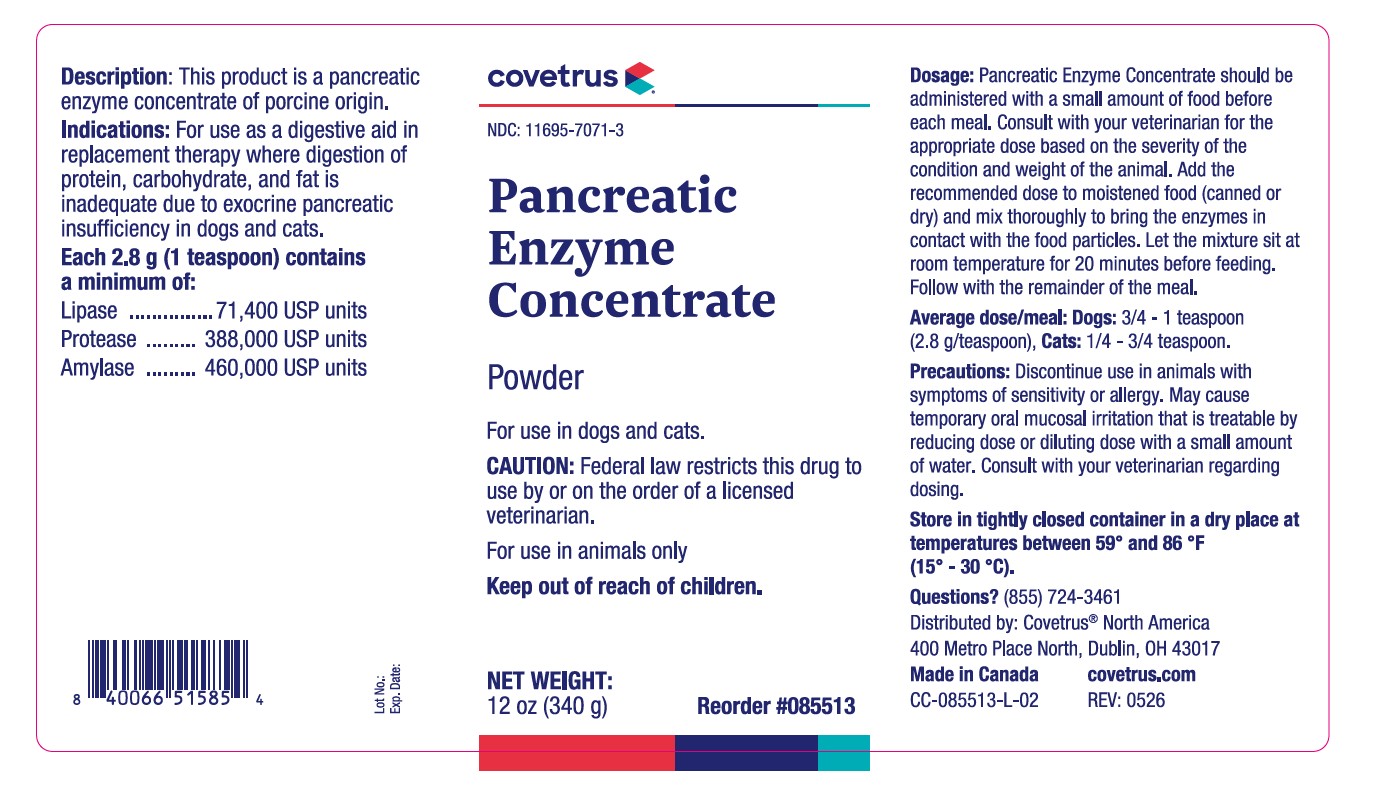 Description: This product is a pancreatic
enzyme concentrate of porcine origin.
Indications: For use as a digestive aid in
replacement therapy where digestion of
protein, carbohydrate, and fat is
inadequate due to exocrine pancreatic
insufficiency in dogs and cats.
Each 2.8 g (1 teaspoon) contains
a minimum of:
Lipase ...............71,400 USP units
Protease ......... 388,000 USP units
Amylase ......... 460,000 USP units
8 40066 51585 4
Lot No.:
Exp. Date:
covetrus
NDC: 11695-7071-3
Pancreatic
Enzyme
Concentrate
Powder
For use in dogs and cats.
CAUTION: Federal law restricts this drug to
use by or on the order of a licensed
veterinarian.
For use in animals only
Keep out of reach of children.
NET WEIGHT:
12 oz (340 g)
Reorder #085513
Dosage: Pancreatic Enzyme Concentrate should be
administered with a small amount of food before
each meal. Consult with your veterinarian for the
appropriate dose based on the severity of the
condition and weight of the animal. Add the
recommended dose to moistened food (canned or
dry) and mix thoroughly to bring the enzymes in
contact with the food particles. Let the mixture sit at
room temperature for 20 minutes before feeding.
Follow with the remainder of the meal.
Average dose/meal: Dogs: 3/4 - 1 teaspoon
(2.8 g/teaspoon), Cats: 1/4 - 3/4 teaspoon.
Precautions: Discontinue use in animals with
symptoms of sensitivity or allergy. May cause
temporary oral mucosal irritation that is treatable by
reducing dose or diluting dose with a small amount
of water. Consult with your veterinarian regarding
dosing.
Store in tightly closed container in a dry place at
temperatures between 59° and 86 °F
(15° - 30 °C).
Questions? (855) 724-3461
Distributed by: Covetrus® North America
400 Metro Place North, Dublin, OH 43017
Made in Canada covetrus.com
CC-085513-L-02 REV: 0526